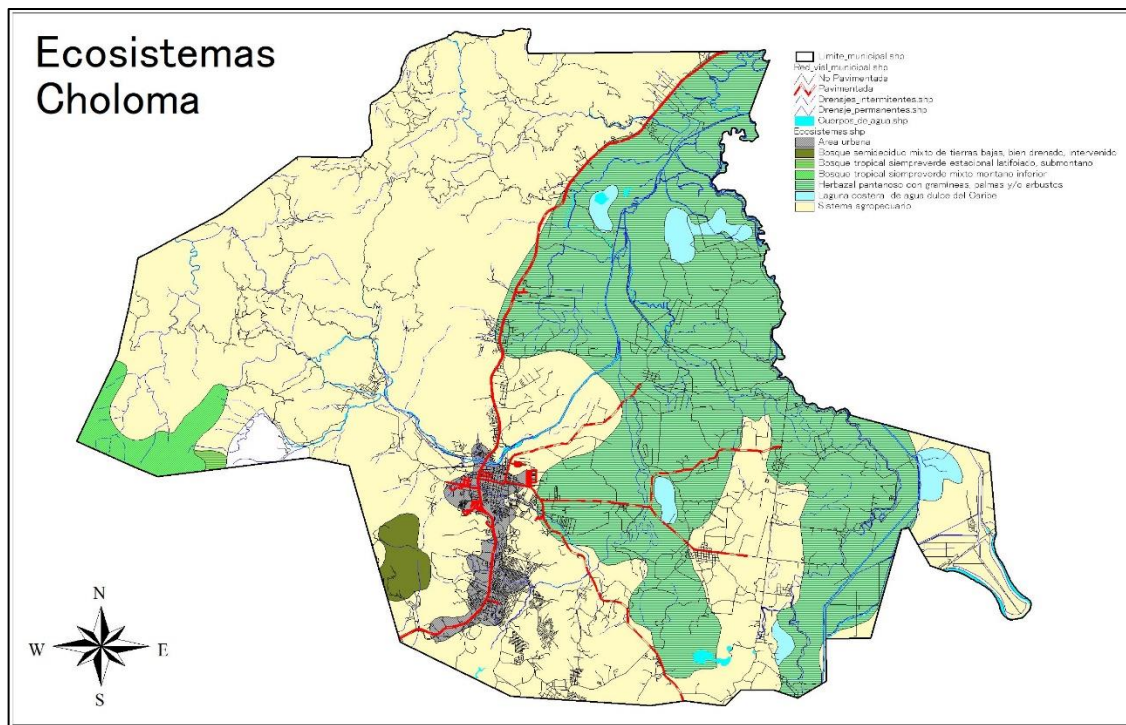 Ecosistemas
Choloma
Limite_municipal.shp
Red_vial_municipal.shp
No Pavimentada
Pavimentada
Drenajes_intermitentes.shp
Drenaje_permanentes.shp
Cuerpos_de_agua.shp
Ecosistemas.shp
Area urbana
Bosque semideciduo mixto de tierras bajas, bien drenado, intervenido
Bosque tropical siempreverde estacional latifoiado, submontano
Bosque tropical siempreverde mixto montano inferior
Herbazal pantanoso con gramineas, palmas y/o arbustos
Laguna costera de agua dulce del Caribe
Sistema agropecuario
N
W
E
S